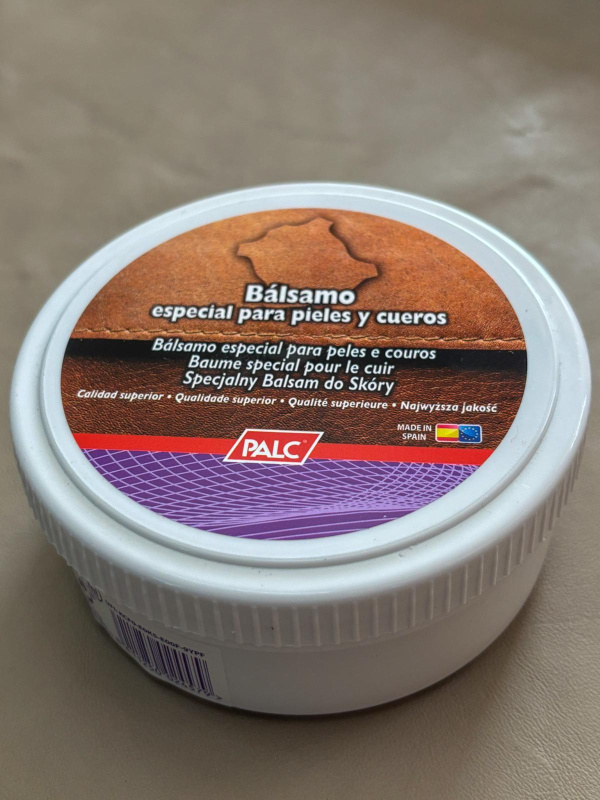 Bálsamo
especial para pieles y cueros
Bálsamo especial para peles e couros
Baume special pour le cuir
Specjalny Balsam do Skóry
Calidad superior • Qualidade superior • Qualité superieure • Najwyższa jakość
MADE IN
SPAIN
PALC